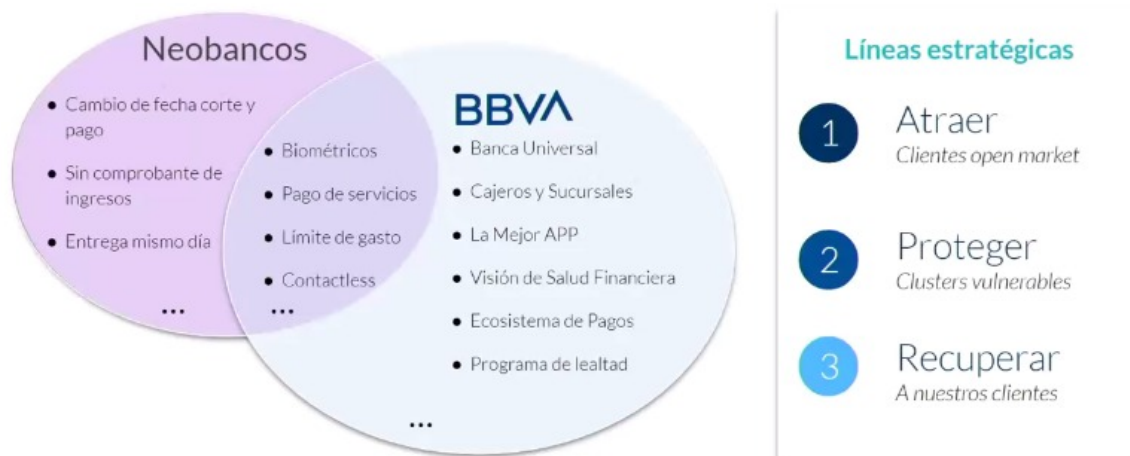 Neobancos
● Cambio de fecha corte y
pago
● Sin comprobante de
ingresos
● Entrega mismo día
...
● Biométricos
● Pago de servicios
● Límite de gasto
● Contactless
...
BBVA
● Banca Universal
● Cajeros y Sucursales
● La Mejor APP
● Visión de Salud Financiera
● Ecosistema de Pagos
● Programa de lealtad
...
Líneas estratégicas
1
Atraer
Clientes open market
2
Proteger
Clusters vulnerables
3
Recuperar
A nuestros clientes